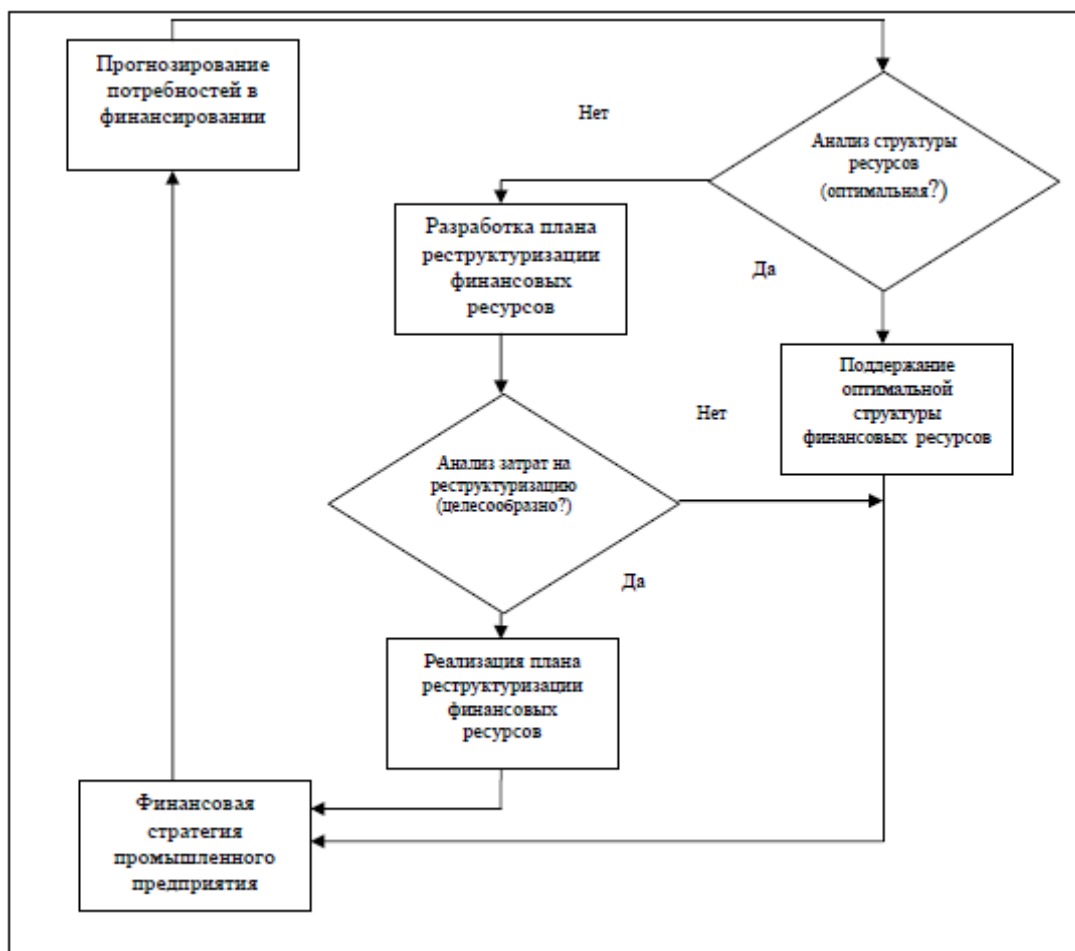 Прогнозирование
потребностей в
финансировании
Нет
Анализ структуры
ресурсов
(оптимальная?)
Разработка плана
реструктуризации
финансовых
ресурсов
Да
Поддержание
оптимальной
структуры
финансовых ресурсов
Нет
Анализ затрат на
реструктуризацию
(целесообразно?)
Да
Реализация плана
реструктуризации
финансовых
ресурсов
Финансовая
стратегия
промышленного
предприятия